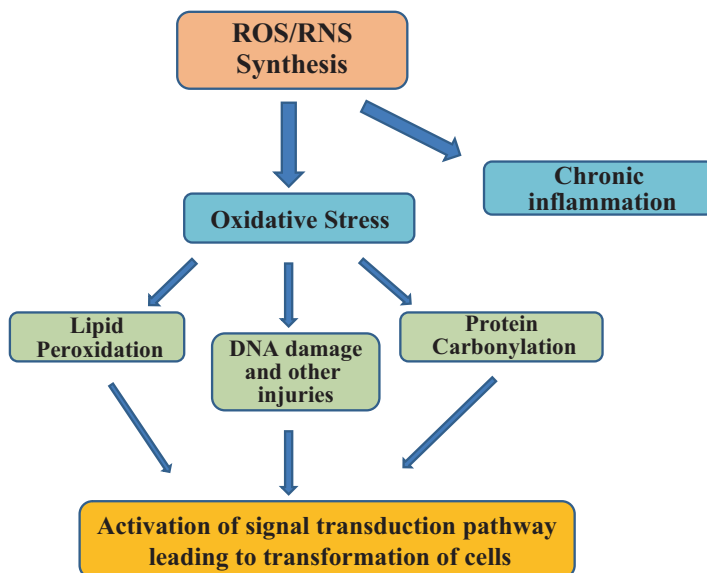 ROS/RNS
Synthesis
Chronic
inflammation
Oxidative Stress
Lipid
Peroxidation
DNA damage
and other
injuries
Protein
Carbonylation
Activation of signal transduction pathway
leading to transformation of cells